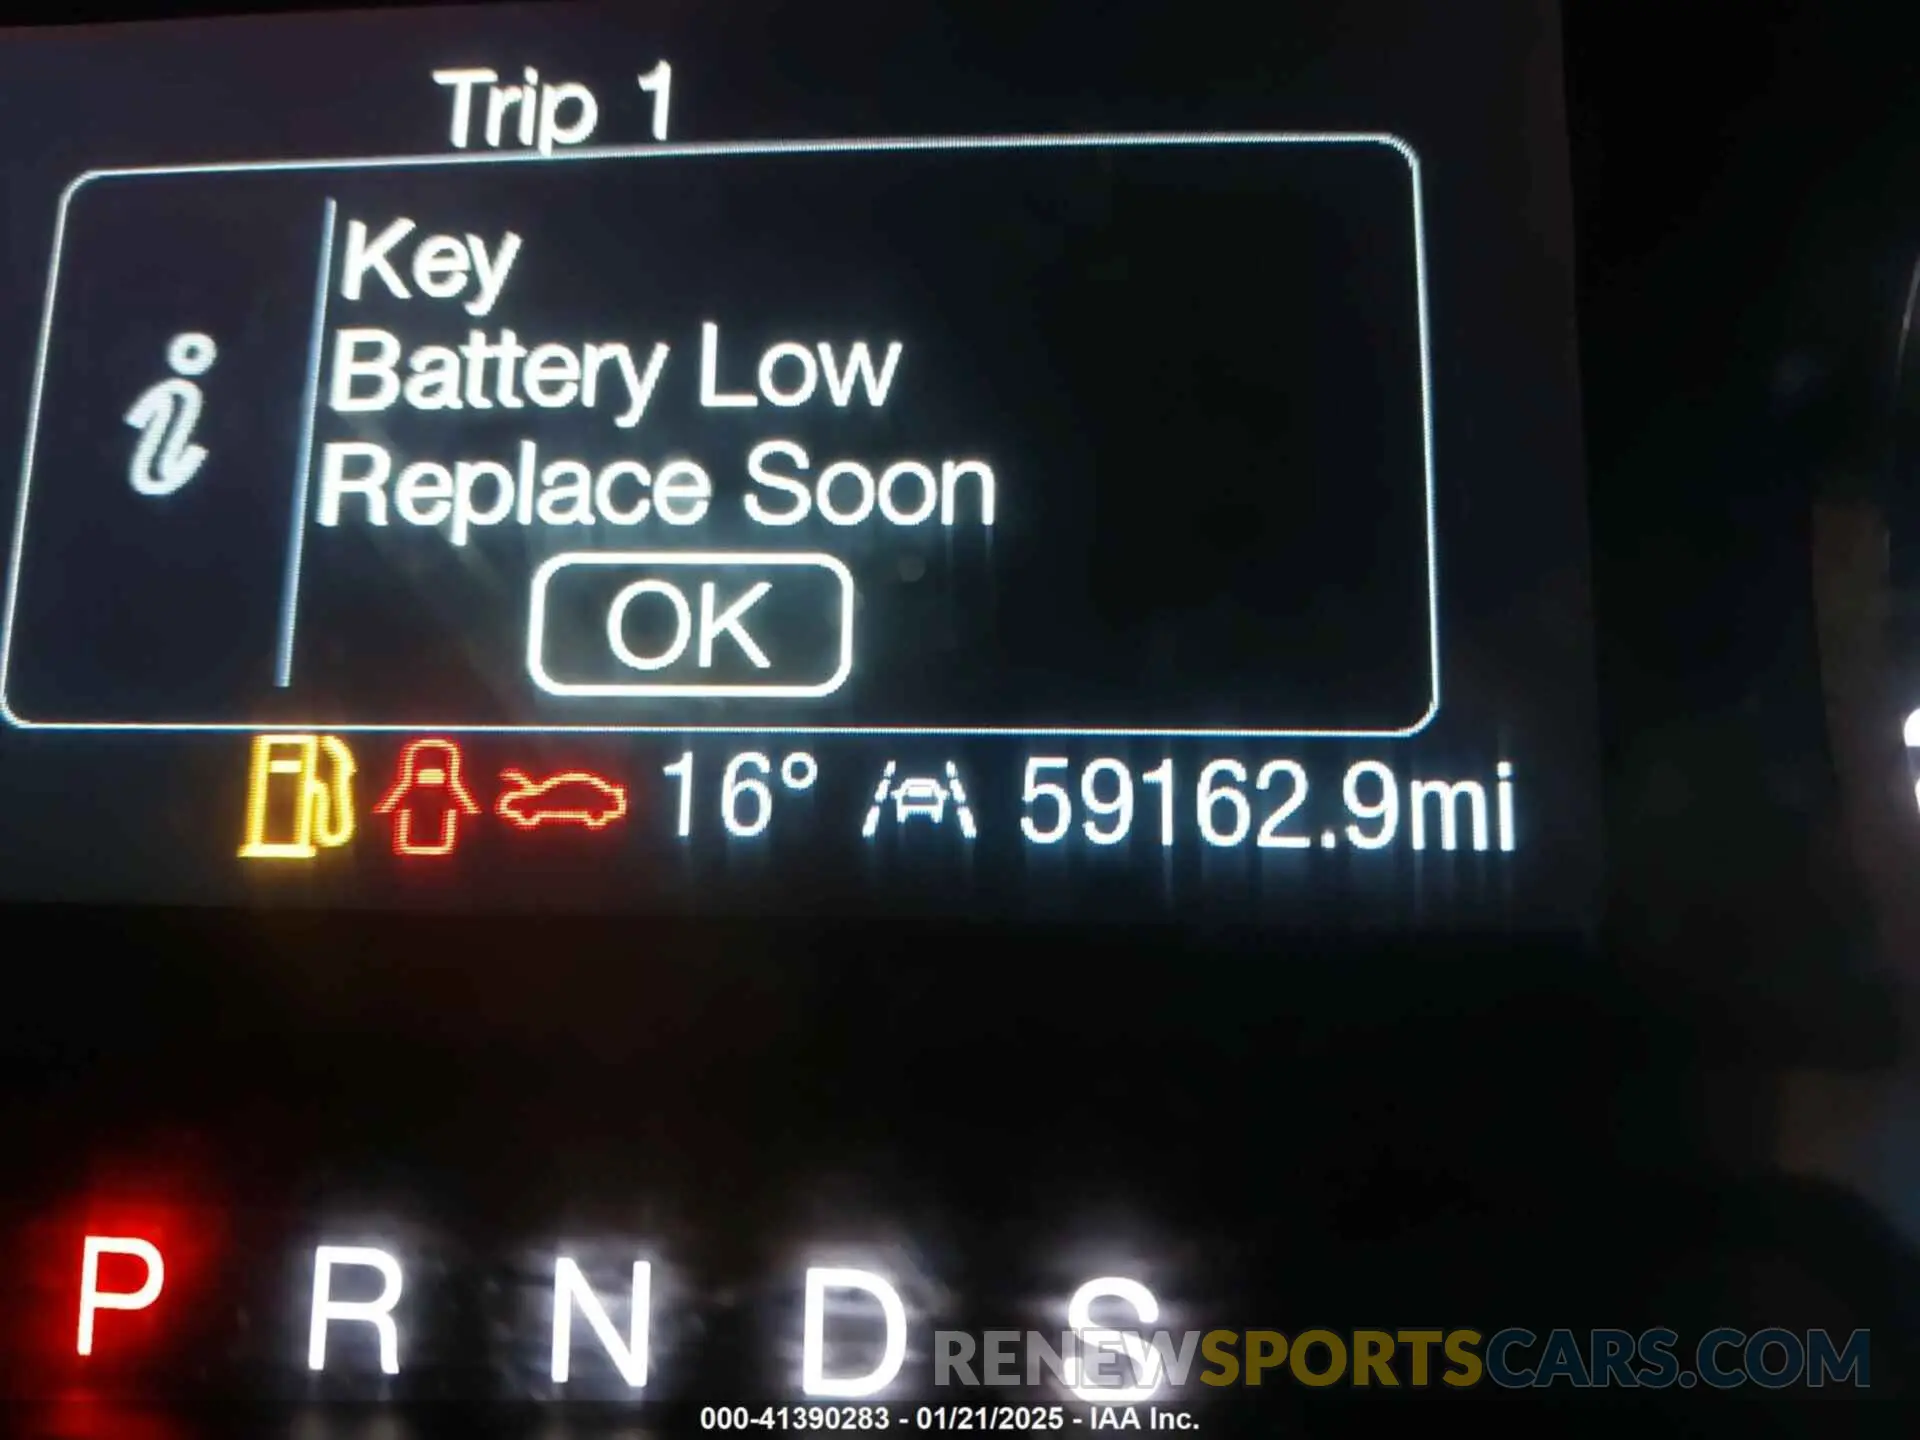 Trip 1
Key
Battery Low
Replace Soon
OK
16° 59162.9mi
P R N D S
RENEWSPORTSCARS.COM
000-41390283 - 01/21/2025 - IAA Inc.